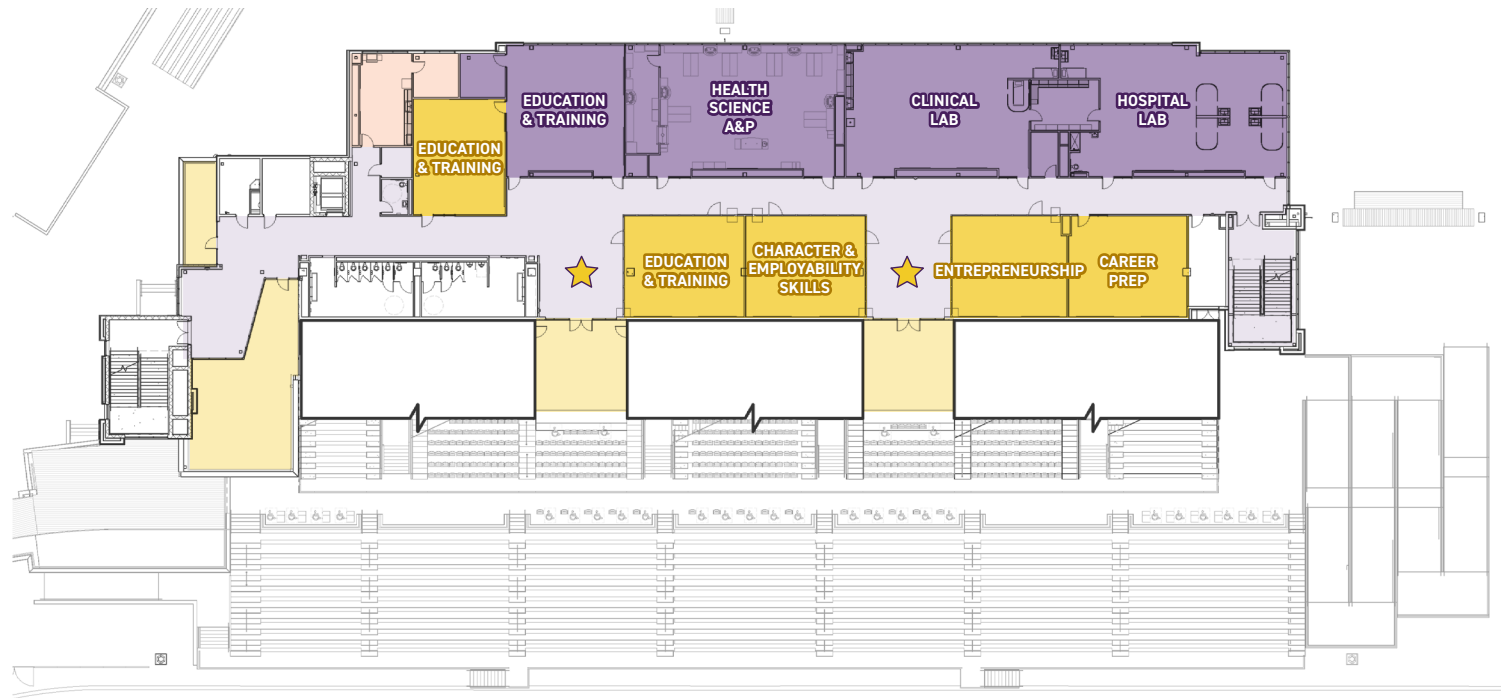 EDUCATION
& TRAINING
HEALTH
SCIENCE
A&P
CLINICAL
LAB
HOSPITAL
LAB
EDUCATION
& TRAINING
EDUCATION
& TRAINING
CHARACTER &
EMPLOYABILITY
SKILLS
ENTREPRENEURSHIP
CAREER
PREP